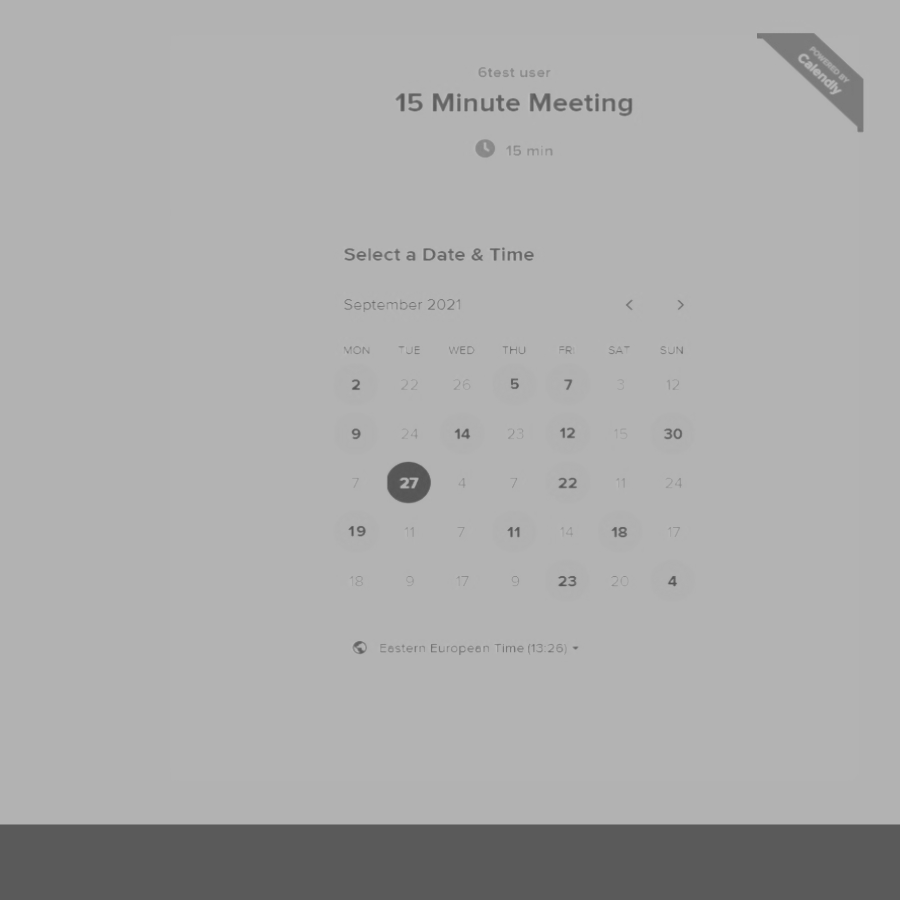 POWERED BY
Calendly
6test user
15 Minute Meeting
15 min
Select a Date & Time
September 2021
MON TUE WED THU FRI SAT SUN
2 22 26 5 7 3 12
9 24 14 23 12 15 30
7 27 4 7 22 11 24
19 11 7 11 14 18 17
18 9 17 9 23 20 4
Eastern European Time (13:26)